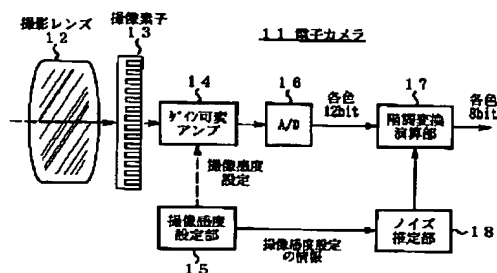 撮影レンズ
12
撮像素子
13
11 電子カメラ
14
ゲイン可変
アンプ
16
A/D
各色
12bit
17
階調変換
演算部
各色
8bit
撮像感度
設定
撮像感度
設定部
15
撮像感度設定
の情報
ノイズ
推定部
18